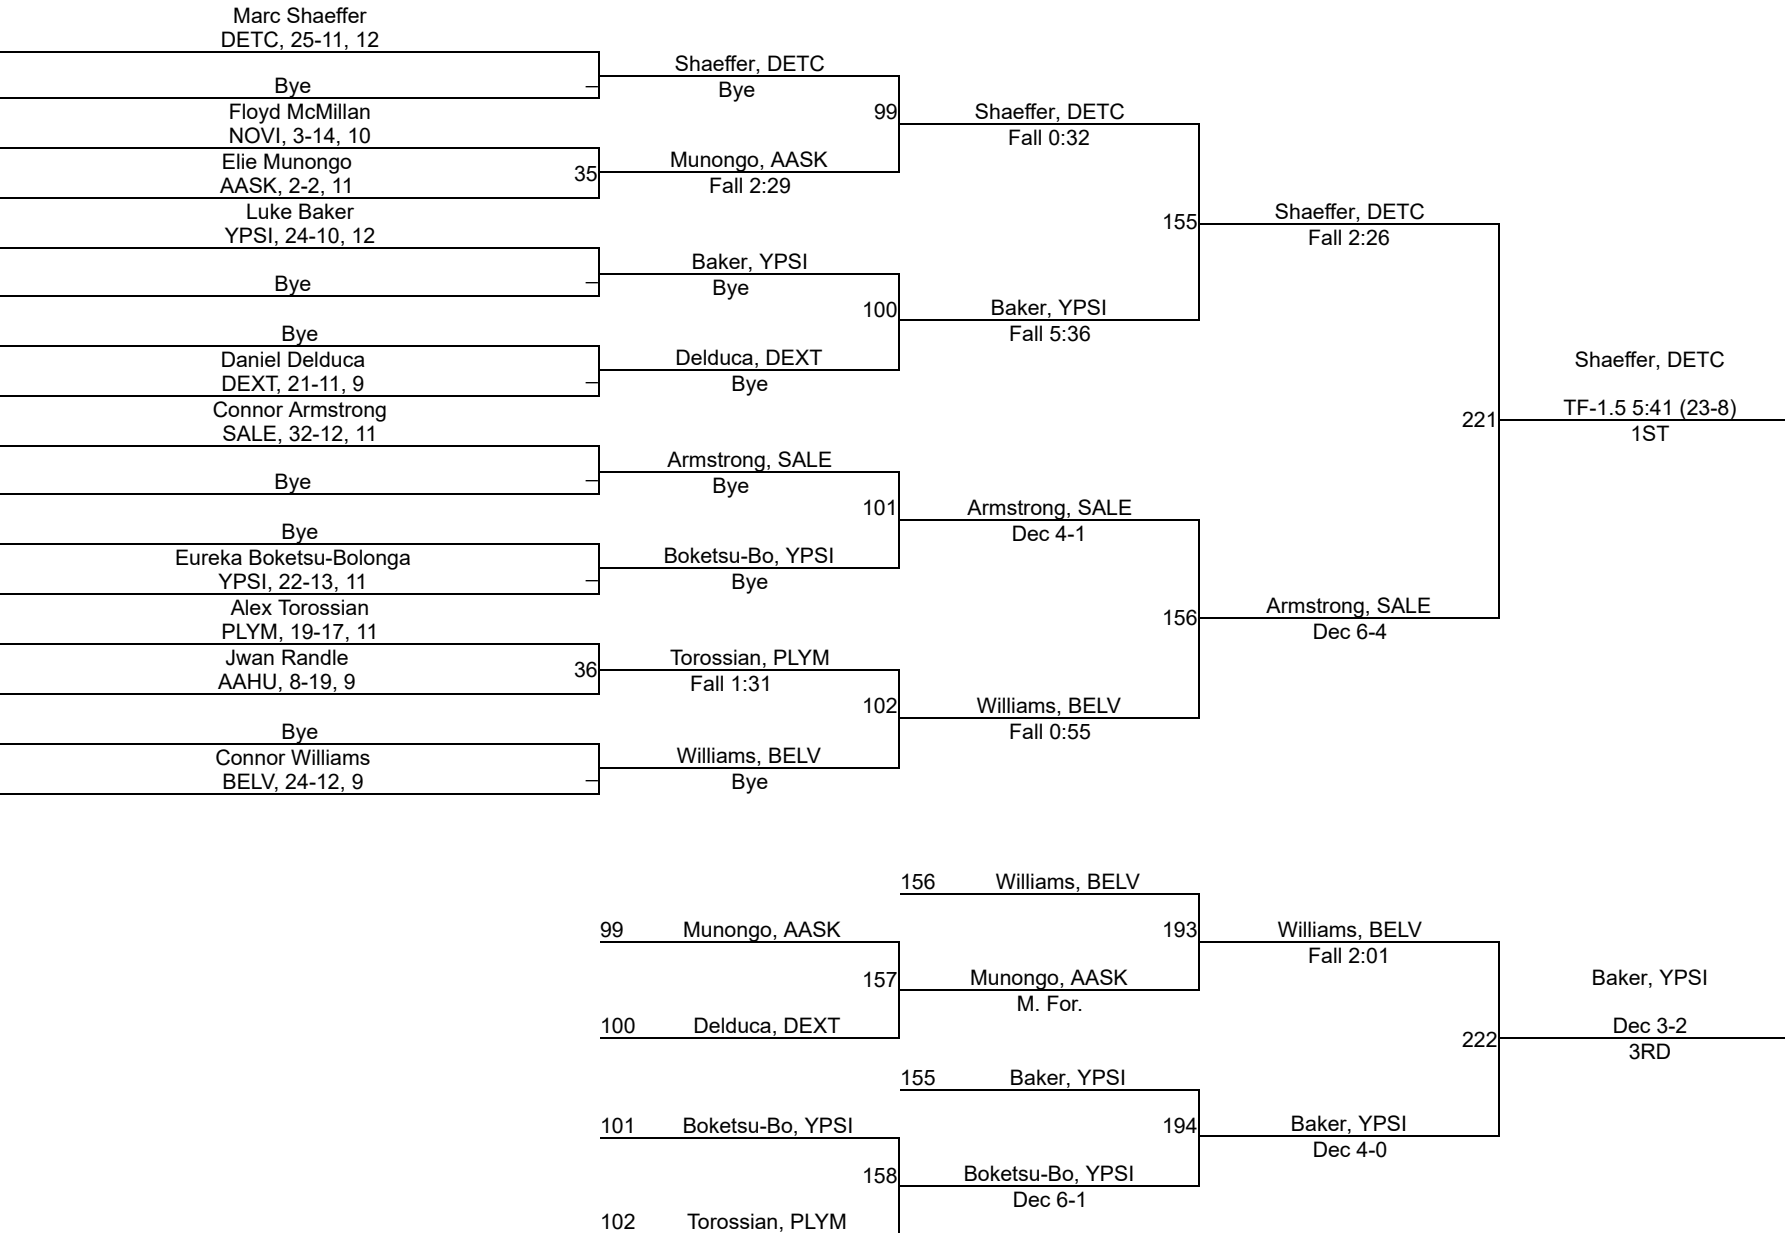 Marc Shaeffer
DETC, 25-11, 12
Bye
Floyd McMillan
NOVI, 3-14, 10
Elie Munongo
AASK, 2-2, 11
Luke Baker
YPSI, 24-10, 12
Bye
Bye
Daniel Delduca
DEXT, 21-11, 9
Connor Armstrong
SALE, 32-12, 11
Bye
Bye
Eureka Boketsu-Bolonga
YPSI, 22-13, 11
Alex Torossian
PLYM, 19-17, 11
Jwan Randle
AAHU, 8-19, 9
Bye
Connor Williams
BELV, 24-12, 9
35
36
Shaeffer, DETC
Bye
Munongo, AASK
Fall 2:29
Baker, YPSI
Bye
Delduca, DEXT
Bye
Armstrong, SALE
Bye
Boketsu-Bo, YPSI
Bye
Torossian, PLYM
Fall 1:31
Williams, BELV
Bye
99
100
101
102
Shaeffer, DETC
Fall 0:32
Baker, YPSI
Fall 5:36
Armstrong, SALE
Dec 4-1
Williams, BELV
Fall 0:55
155
156
Shaeffer, DETC
Fall 2:26
Armstrong, SALE
Dec 6-4
221
Shaeffer, DETC
TF-1.5 5:41 (23-8)
1ST
99 Munongo, AASK
100 Delduca, DEXT
101 Boketsu-Bo, YPSI
102 Torossian, PLYM
157
158
156 Williams, BELV
Munongo, AASK
M. For.
155 Baker, YPSI
Boketsu-Bo, YPSI
Dec 6-1
193
194
Williams, BELV
Fall 2:01
Baker, YPSI
Dec 4-0
222
Baker, YPSI
Dec 3-2
3RD